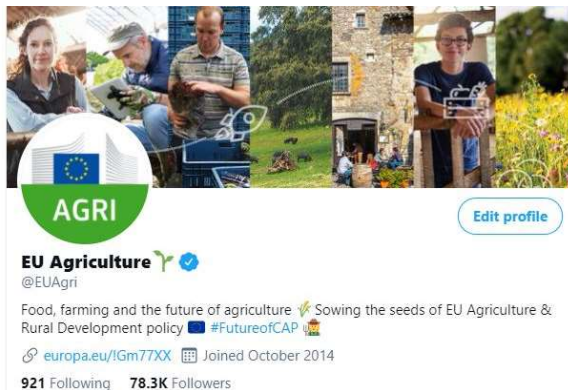 AGRI
Edit profile
EU Agriculture
@EUAgri
Food, farming and the future of agriculture 🌾 Sowing the seeds of EU Agriculture &
Rural Development policy 🇪🇺 #FutureofCAP 👩‍🌾
europa.eu/!Gm77XX Joined October 2014
921 Following 78.3K Followers